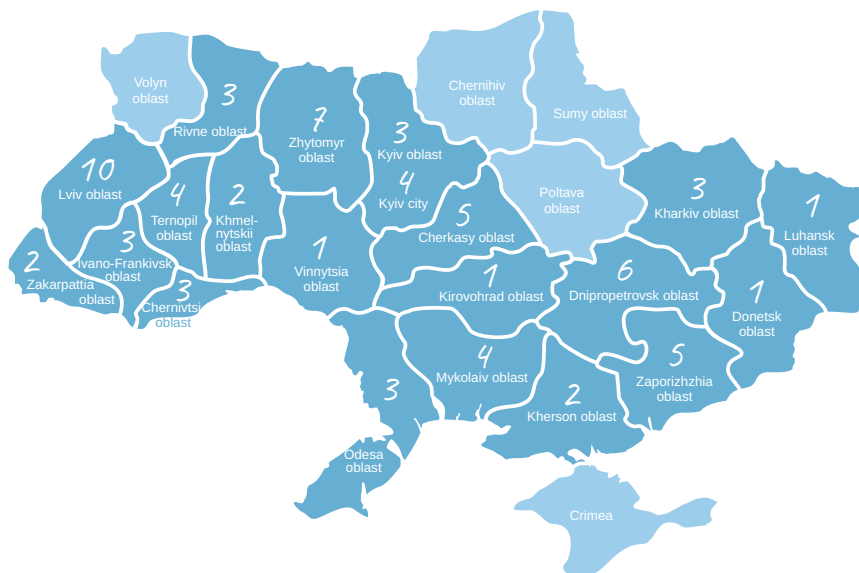 Volyn
oblast
3
Rivne oblast
7
Zhytomyr
oblast
3
Kyiv oblast
4
Kyiv city
Chernihiv
oblast
Sumy oblast
10
Lviv oblast
4
Ternopil
oblast
2
Khmel-
nytskii
oblast
5
Cherkasy oblast
Poltava
oblast
3
Kharkiv oblast
1
Luhansk
oblast
2
Zakarpattia
oblast
3
Ivano-Frankivsk
oblast
3
Chernivtsi
oblast
1
Vinnytsia
oblast
1
Kirovohrad oblast
6
Dnipropetrovsk oblast
1
Donetsk
oblast
3
Odesa
oblast
4
Mykolaiv oblast
2
Kherson oblast
5
Zaporizhzhia
oblast
Crimea